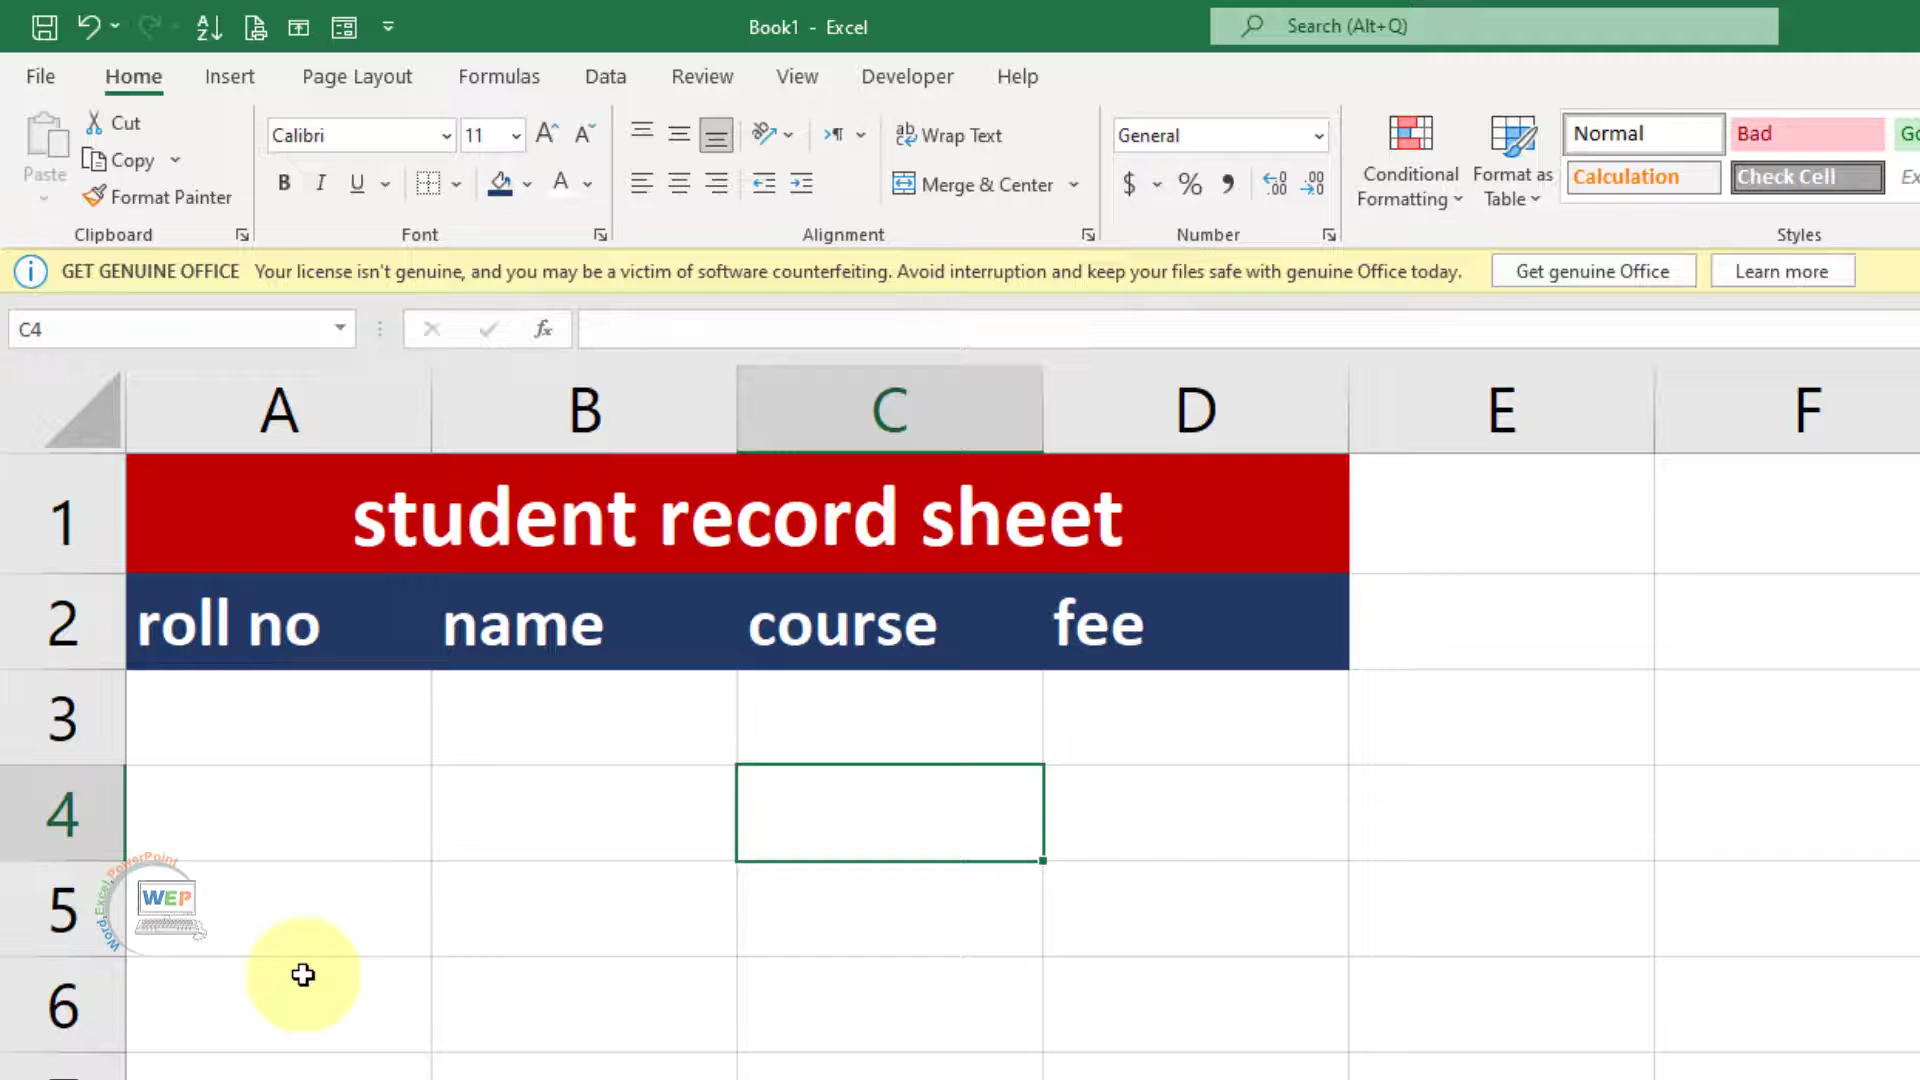 Book1 - Excel
Search (Alt+Q)
File Home Insert Page Layout Formulas Data Review View Developer Help
Paste
Cut
Copy
Format Painter
Clipboard
Calibri 11
B I U A
Font
Wrap Text
Merge & Center
Alignment
General
$ % 
Number
Conditional Formatting
Format as Table
Normal Bad
Calculation Check Cell
Styles
GET GENUINE OFFICE Your license isn't genuine, and you may be a victim of software counterfeiting. Avoid interruption and keep your files safe with genuine Office today. Get genuine Office Learn more
C4 fx
A B C D E F
1 student record sheet
2 roll no name course fee
3
4
5
6
Word,Excel,PowerPoint
WEP